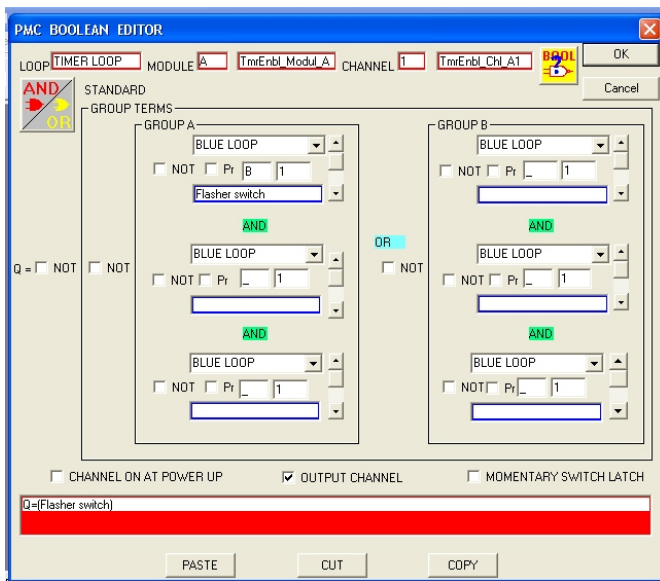 PMC BOOLEAN EDITOR
LOOP TIMER LOOP MODULE A TmrEnbl_Modul_A CHANNEL 1 TmrEnbl_Chl_A1 BOOL ? OK
AND OR STANDARD Cancel
GROUP TERMS
GROUP A GROUP B
BLUE LOOP BLUE LOOP
NOT Pr B 1 NOT Pr _ 1
Flasher switch
AND AND
OR
BLUE LOOP BLUE LOOP
Q = NOT NOT NOT
NOT Pr _ 1 NOT Pr _ 1
AND AND
BLUE LOOP BLUE LOOP
NOT Pr _ 1 NOT Pr _ 1
CHANNEL ON AT POWER UP OUTPUT CHANNEL MOMENTARY SWITCH LATCH
Q=(Flasher switch)
PASTE CUT COPY